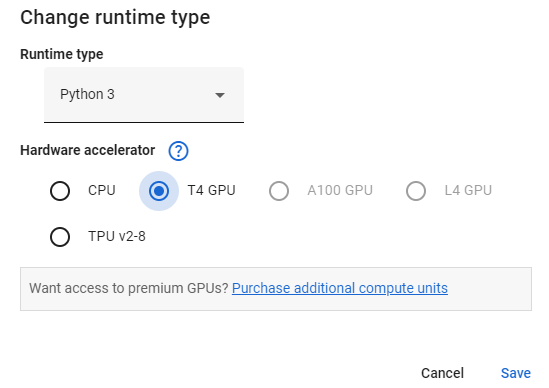 Change runtime type
Runtime type
Python 3
Hardware accelerator ?
CPU T4 GPU A100 GPU L4 GPU
TPU v2-8
Want access to premium GPUs? Purchase additional compute units
Cancel Save